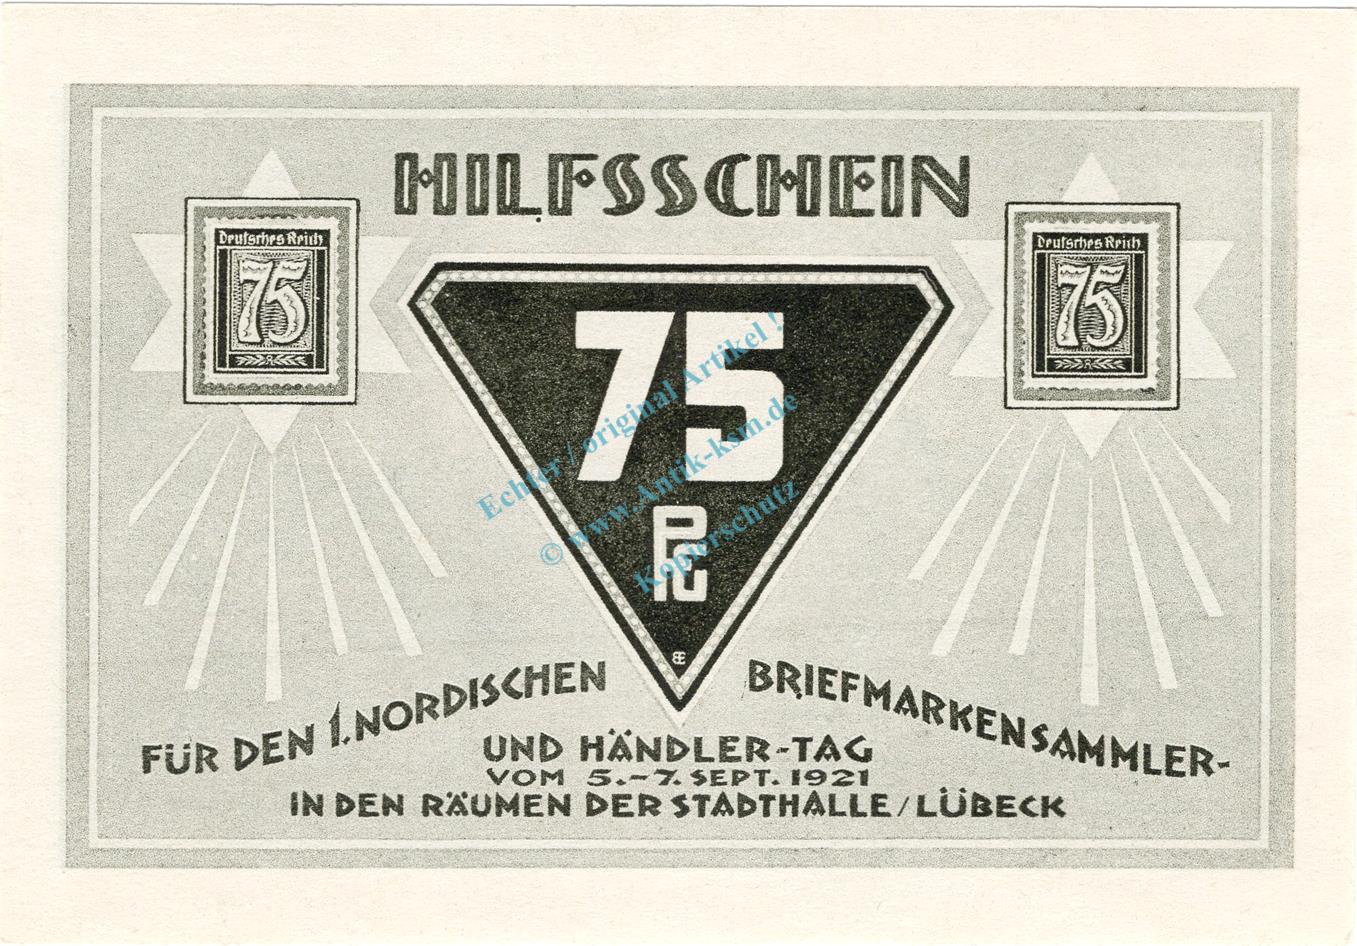 HILFSSCHEIN
Deutsches Reich
75
Deutsches Reich
75
75
PFG
FÜR DEN 1. NORDISCHEN BRIEFMARKENSAMMLER-
UND HÄNDLER-TAG
VOM 5.-7. SEPT. 1921
IN DEN RÄUMEN DER STADTHALLE/LÜBECK
Echter / original Artikel !
© www.Antik-ksm.de
Kopierschutz